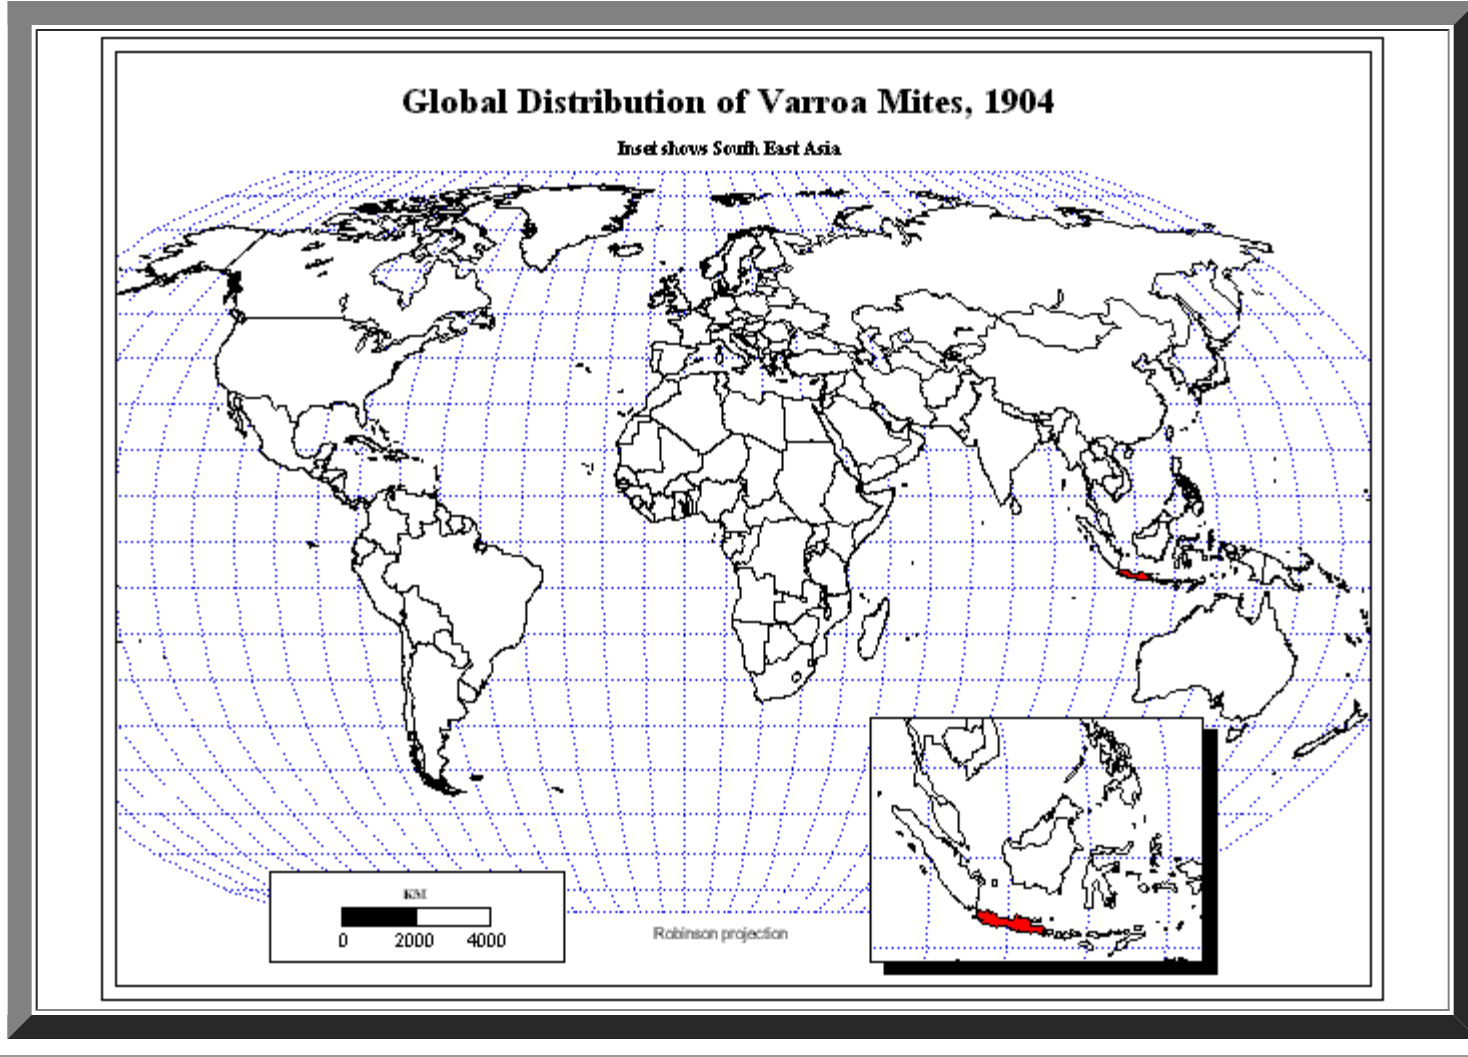 Global Distribution of Varroa Mites, 1904
Inset shows South East Asia
KM
0 2000 4000
Robinson projection